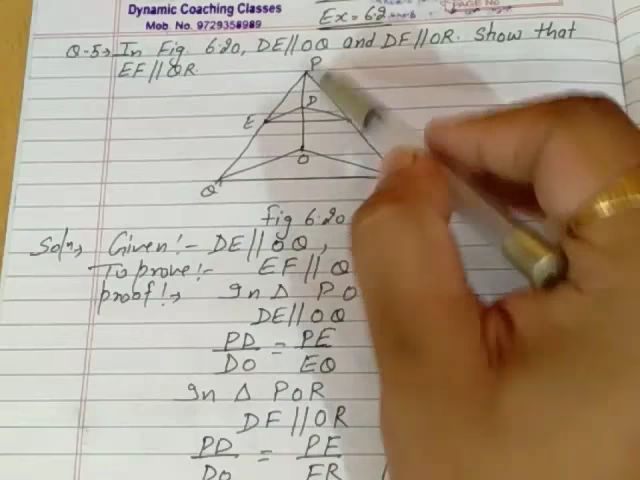 Dynamic Coaching Classes
Mob. No. 9729358989
Ex = 6.2
PAGE No
Q.5 → In Fig 6.20, DE||OQ and DF||OR. Show that
EF||QR.
P
D
E
O
Q
fig 6.20
Solⁿ → Given :- DE||OQ,
To prove :- EF||Q
proof :→ In Δ PO
DE||OQ
PD/DO = PE/EQ
In Δ POR
DF||OR
PD/DO = PF/FR